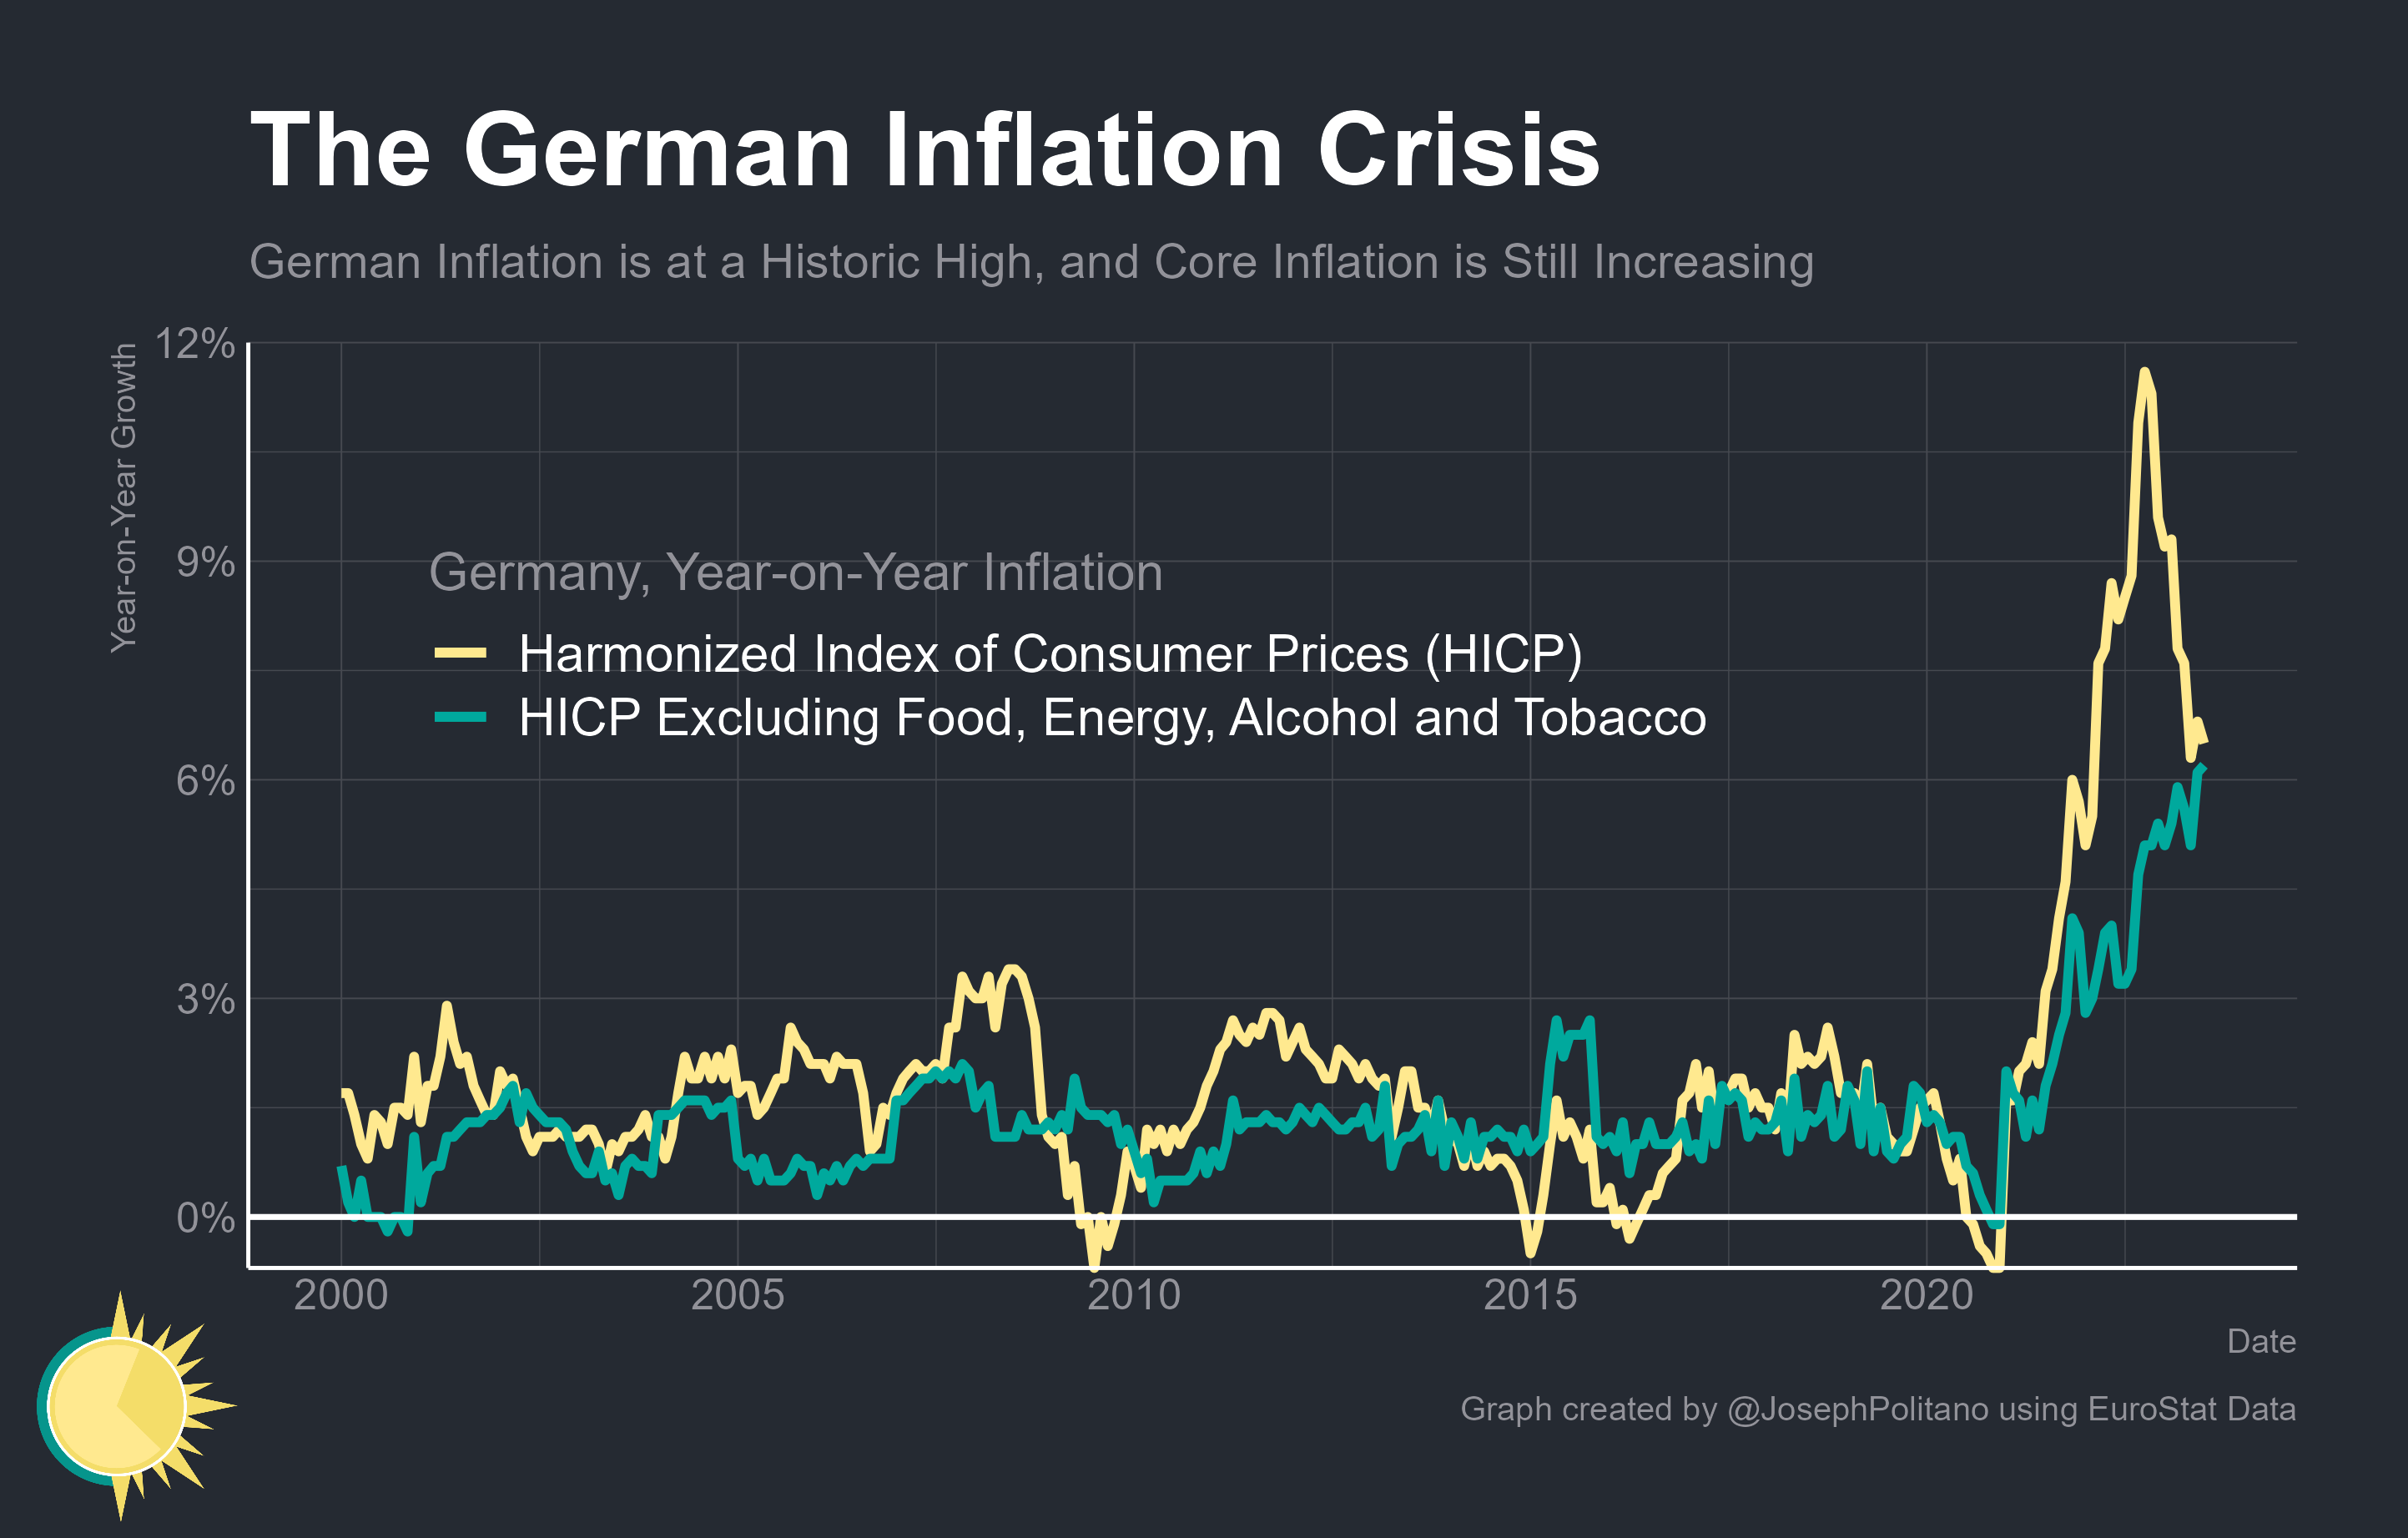 The German Inflation Crisis
German Inflation is at a Historic High, and Core Inflation is Still Increasing
Year-on-Year Growth
12%
9%
6%
3%
0%
Germany, Year-on-Year Inflation
Harmonized Index of Consumer Prices (HICP)
HICP Excluding Food, Energy, Alcohol and Tobacco
2000 2005 2010 2015 2020
Date
Graph created by @JosephPolitano using EuroStat Data